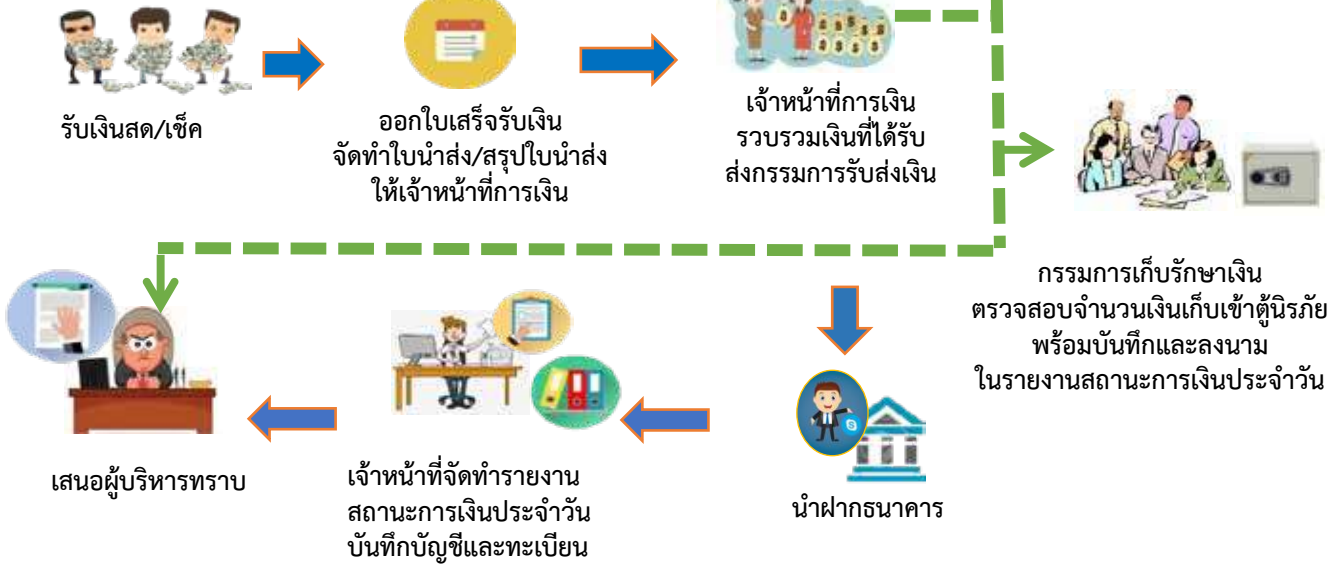 รับเงินสด/เช็ค
ออกใบเสร็จรับเงิน
จัดทำใบนำส่ง/สรุปใบนำส่ง
ให้เจ้าหน้าที่การเงิน
เจ้าหน้าที่การเงิน
รวบรวมเงินที่ได้รับ
ส่งกรรมการรับส่งเงิน
กรรมการเก็บรักษาเงิน
ตรวจสอบจำนวนเงินเก็บเข้าตู้นิรภัย
พร้อมบันทึกและลงนาม
ในรายงานสถานะการเงินประจำวัน
นำฝากธนาคาร
เจ้าหน้าที่จัดทำรายงาน
สถานะการเงินประจำวัน
บันทึกบัญชีและทะเบียน
เสนอผู้บริหารทราบ